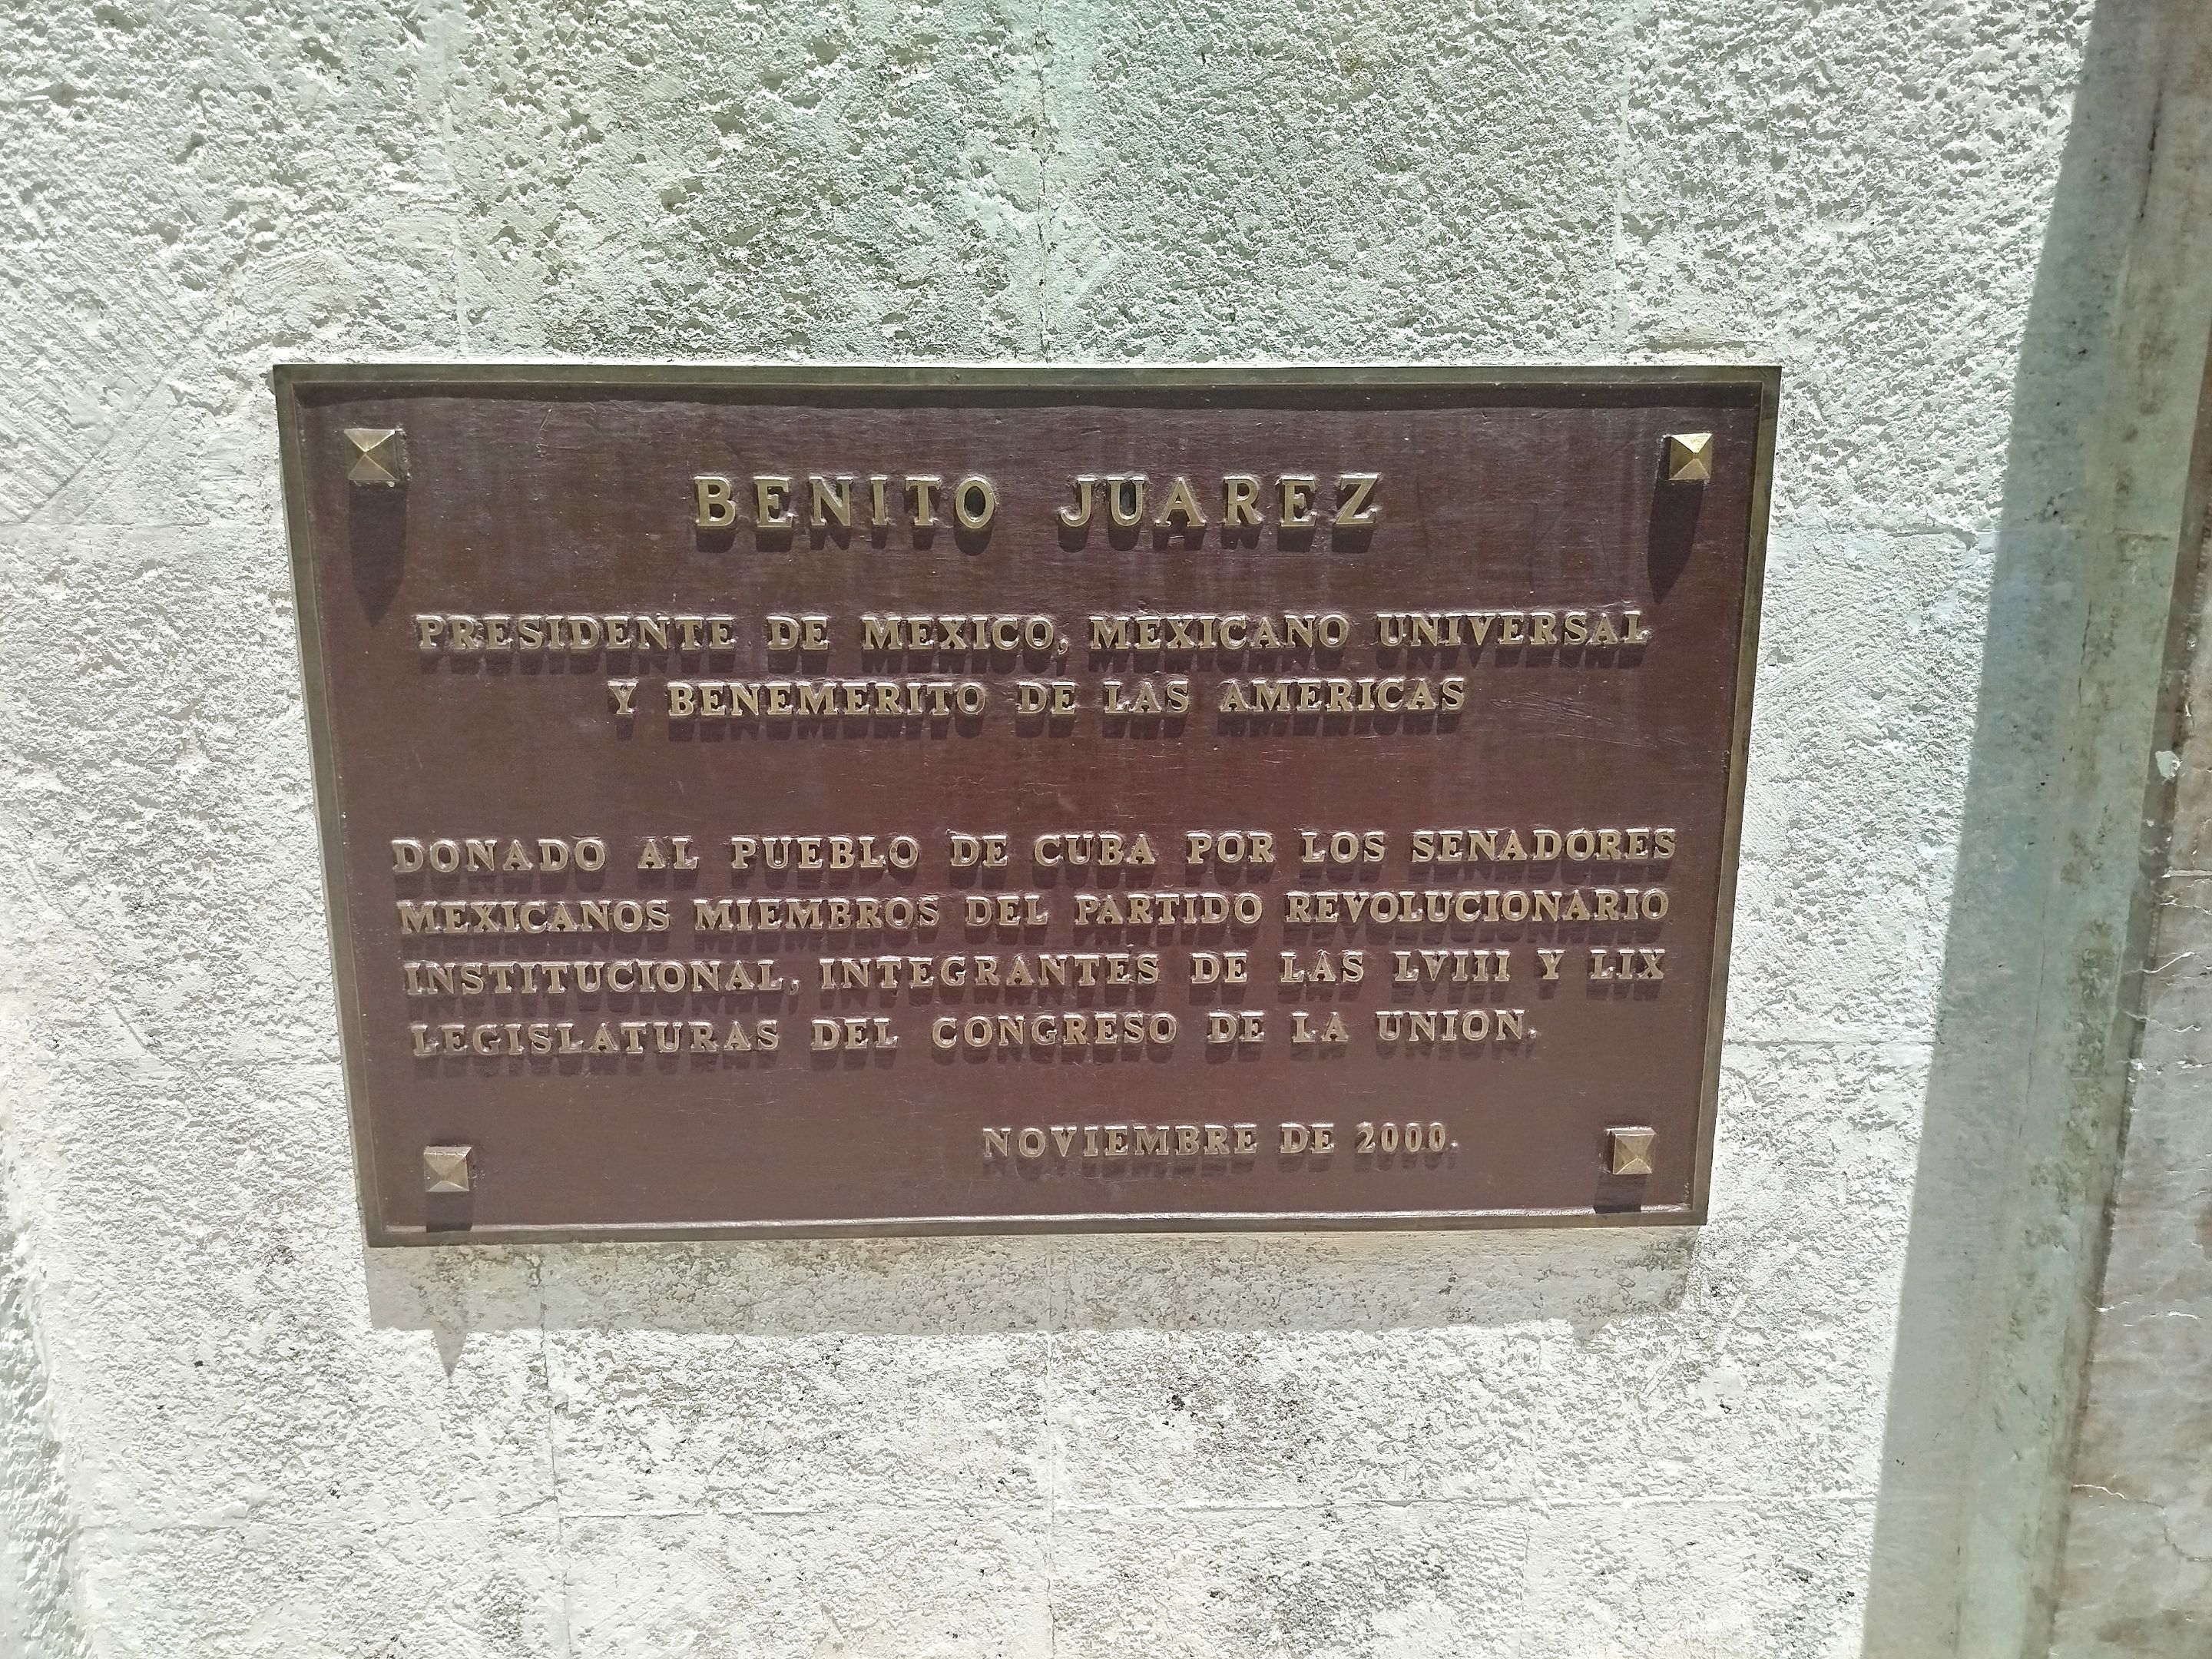 BENITO JUAREZ
PRESIDENTE DE MEXICO, MEXICANO UNIVERSAL
Y BENEMERITO DE LAS AMERICAS
DONADO AL PUEBLO DE CUBA POR LOS SENADORES
MEXICANOS MIEMBROS DEL PARTIDO REVOLUCIONARIO
INSTITUCIONAL, INTEGRANTES DE LAS LVIII Y LIX
LEGISLATURAS DEL CONGRESO DE LA UNION.
NOVIEMBRE DE 2000.